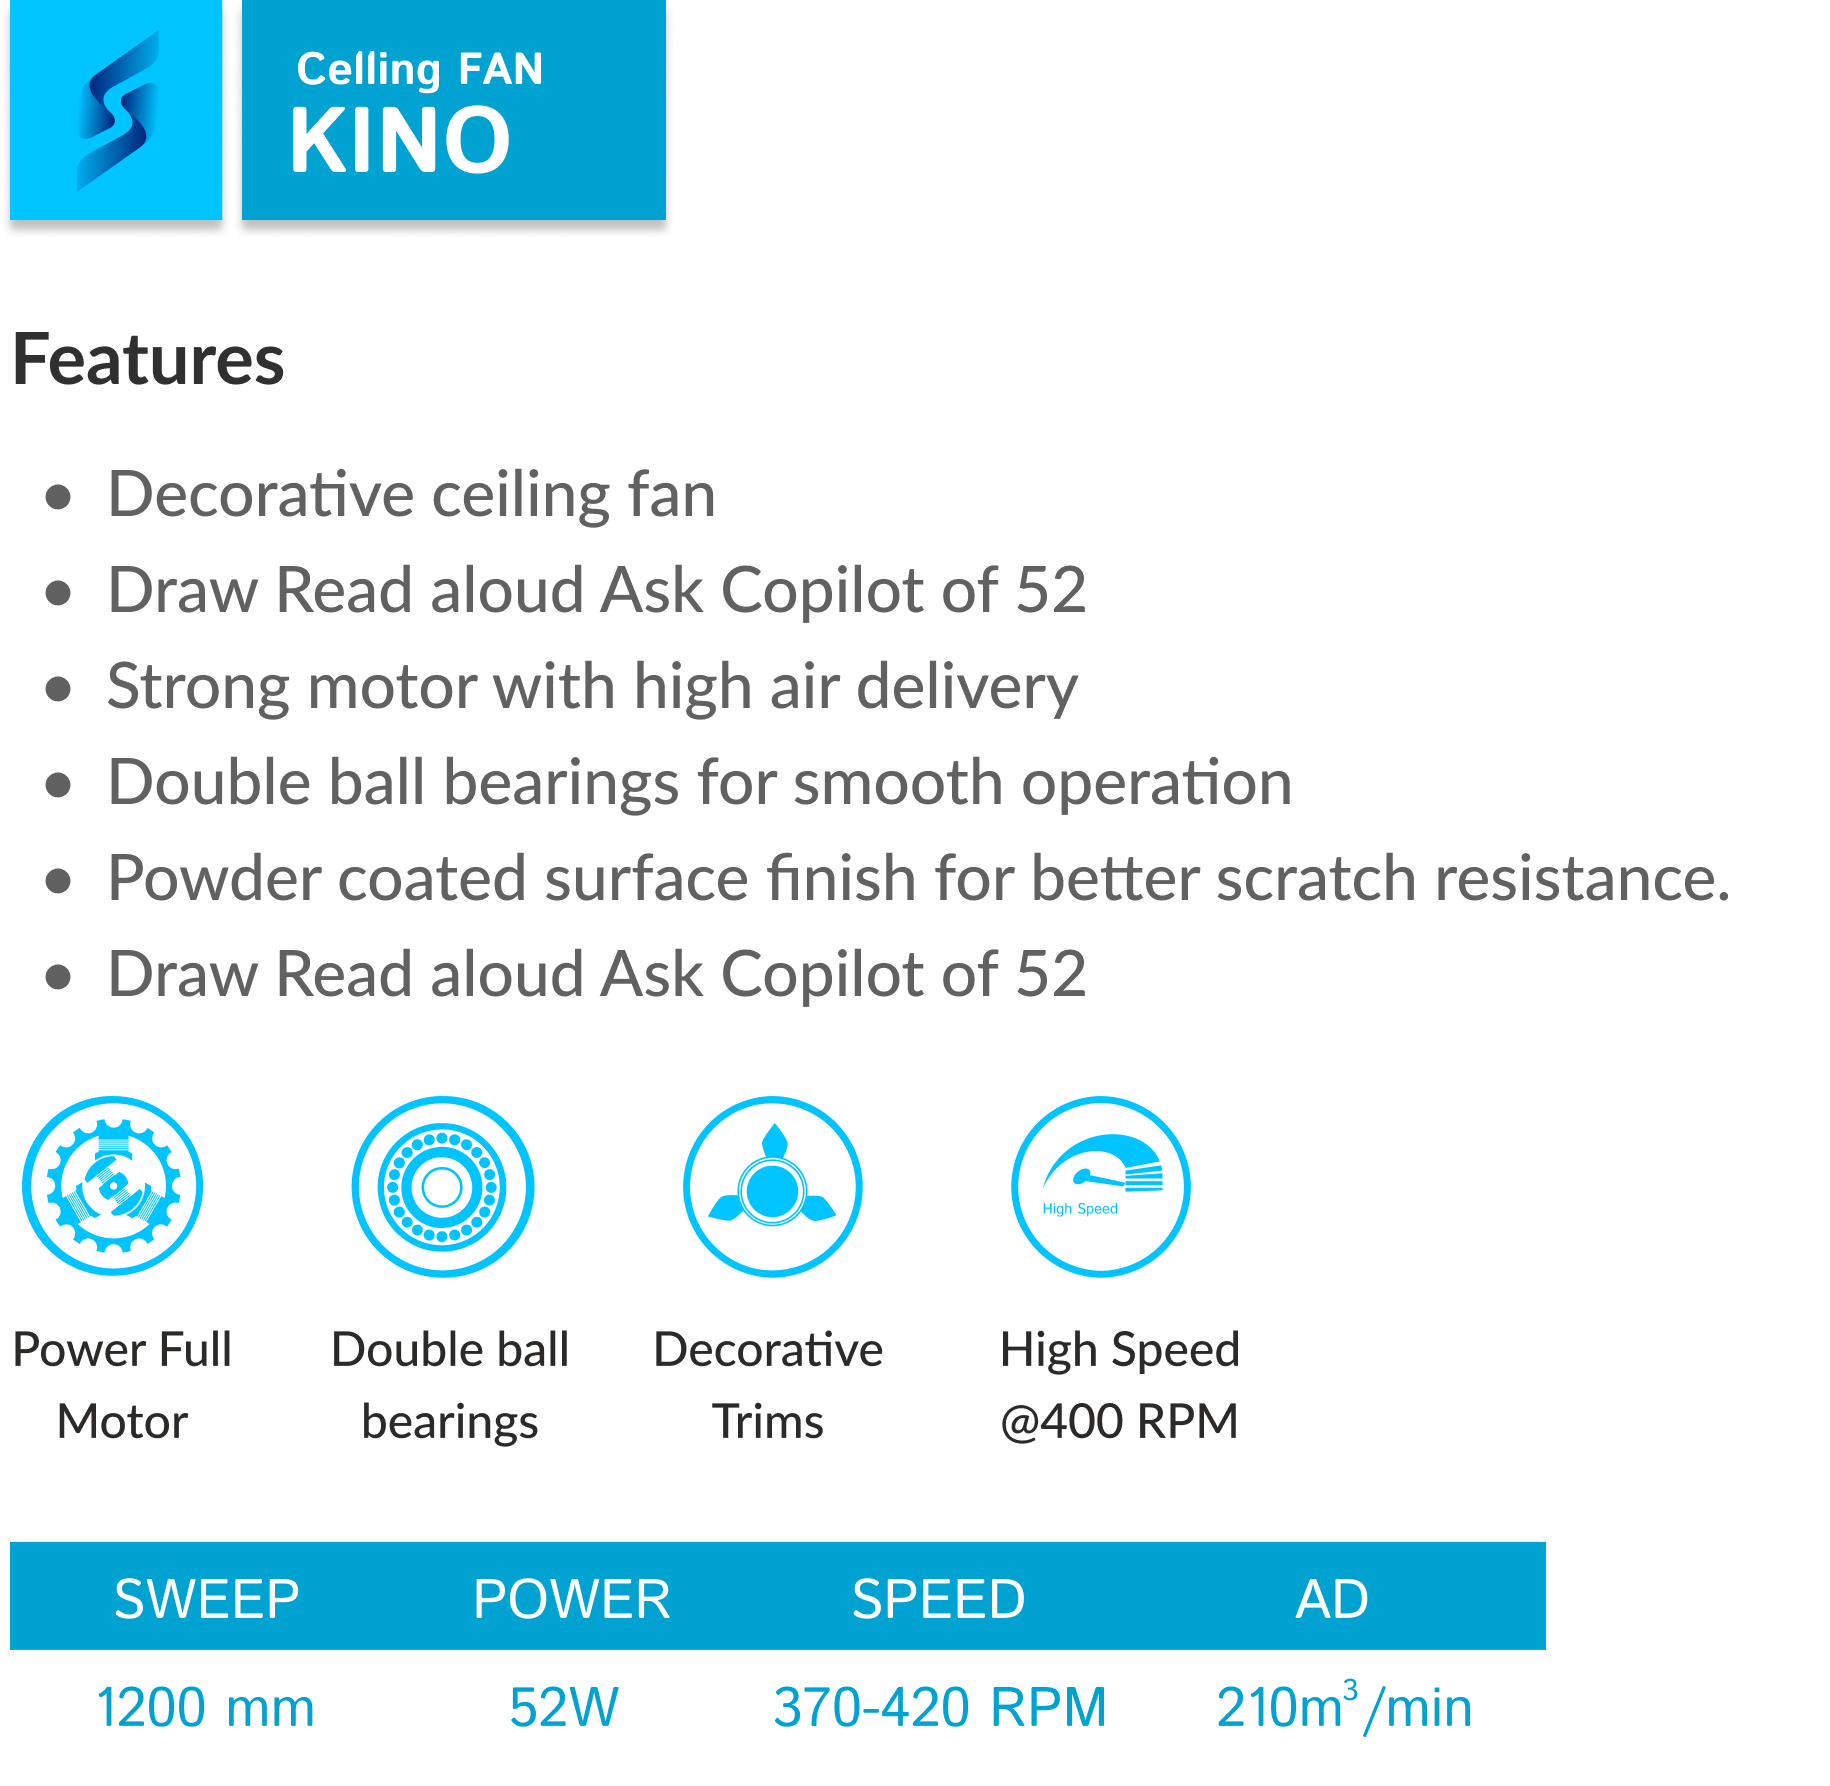 Celling FAN
KINO
Features
• Decorative ceiling fan
• Draw Read aloud Ask Copilot of 52
• Strong motor with high air delivery
• Double ball bearings for smooth operation
• Powder coated surface finish for better scratch resistance.
• Draw Read aloud Ask Copilot of 52
High Speed
Power Full Double ball Decorative High Speed
Motor bearings Trims @400 RPM
SWEEP POWER SPEED AD
1200 mm 52W 370-420 RPM 210m³/min